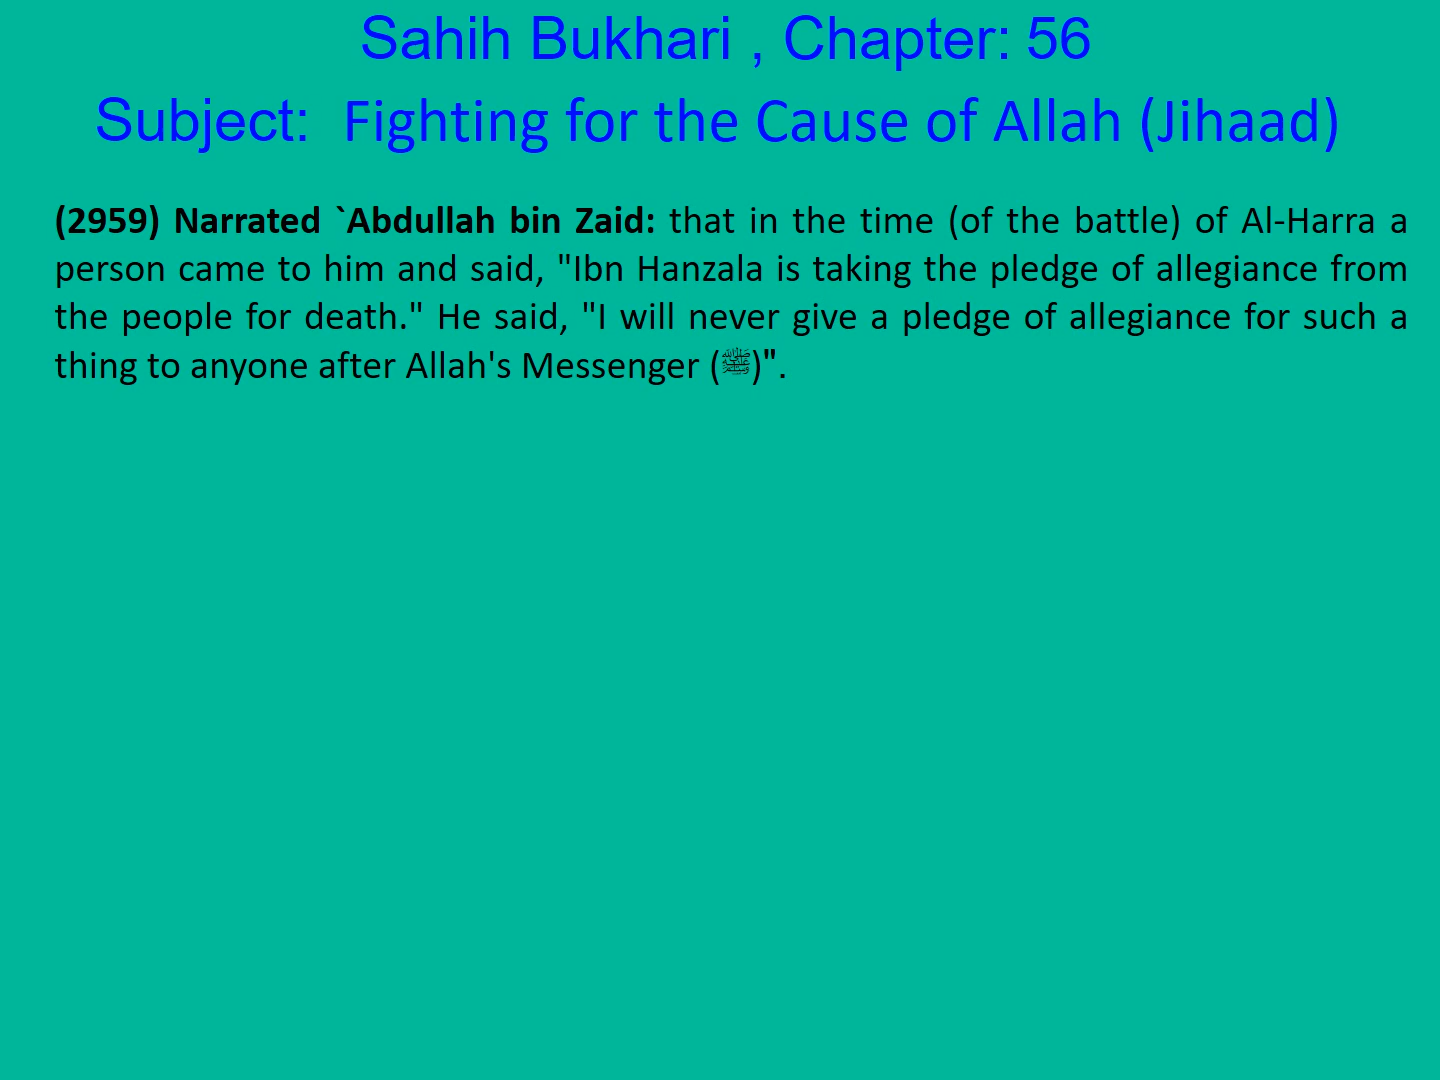 Sahih Bukhari , Chapter: 56
Subject: Fighting for the Cause of Allah (Jihaad)
(2959) Narrated `Abdullah bin Zaid: that in the time (of the battle) of Al-Harra a
person came to him and said, "Ibn Hanzala is taking the pledge of allegiance from
the people for death." He said, "I will never give a pledge of allegiance for such a
thing to anyone after Allah's Messenger (ﷺ)".